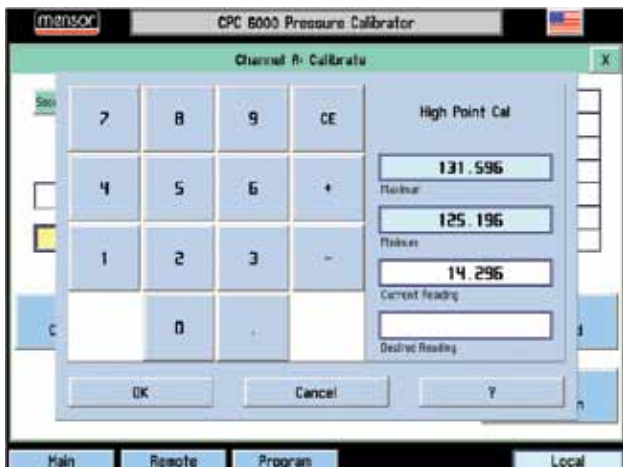 mensor
CPC 6000 Pressure Calibrator
Channel A: Calibrate
X
7 8 9 CE
4 5 6 +
1 2 3 -
0 .
High Point Cal
131.596
Maximum
125.196
Minimum
14.296
Current Reading
Desired Reading
OK Cancel ?
Main Remote Program Local